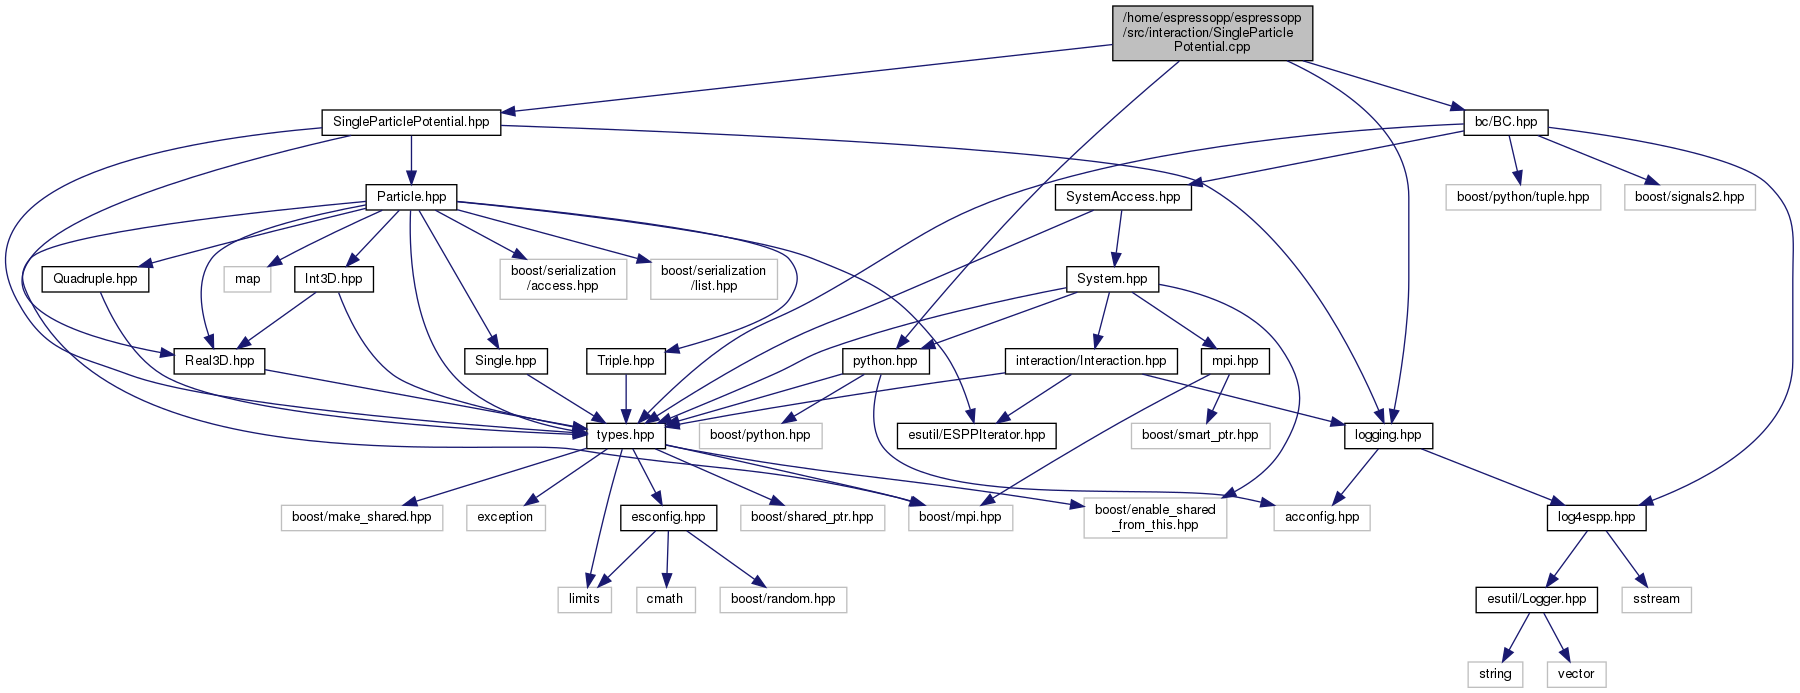 /home/espressopp/espressopp
/src/interaction/SingleParticle
Potential.cpp
SingleParticlePotential.hpp
bc/BC.hpp
Particle.hpp
SystemAccess.hpp
boost/python/tuple.hpp
boost/signals2.hpp
Quadruple.hpp
map
Int3D.hpp
boost/serialization
/access.hpp
boost/serialization
/list.hpp
System.hpp
Real3D.hpp
Single.hpp
Triple.hpp
python.hpp
interaction/Interaction.hpp
mpi.hpp
types.hpp
boost/python.hpp
esutil/ESPPIterator.hpp
boost/smart_ptr.hpp
logging.hpp
boost/make_shared.hpp
exception
esconfig.hpp
boost/shared_ptr.hpp
boost/mpi.hpp
boost/enable_shared
_from_this.hpp
acconfig.hpp
log4espp.hpp
limits
cmath
boost/random.hpp
esutil/Logger.hpp
sstream
string
vector